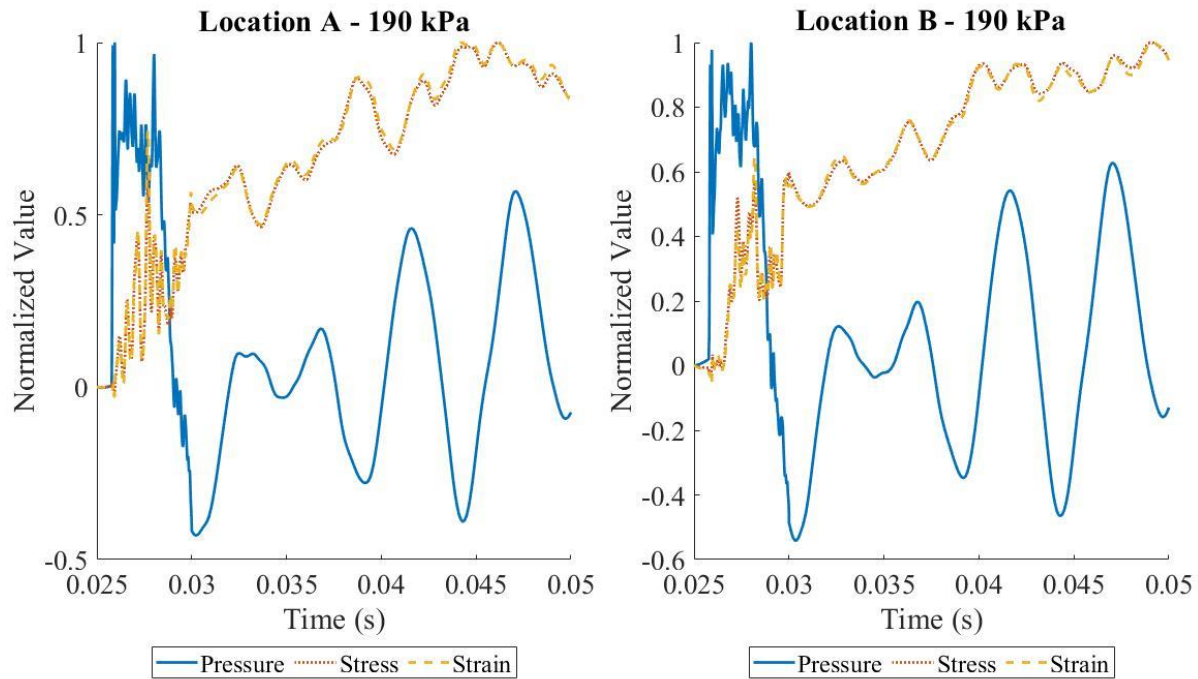 Location A - 190 kPa
1
0.5
0
-0.5
Normalized Value
0.025 0.03 0.035 0.04 0.045 0.05
Time (s)
Pressure Stress Strain
Location B - 190 kPa
1
0.8
0.6
0.4
0.2
0
-0.2
-0.4
-0.6
Normalized Value
0.025 0.03 0.035 0.04 0.045 0.05
Time (s)
Pressure Stress Strain